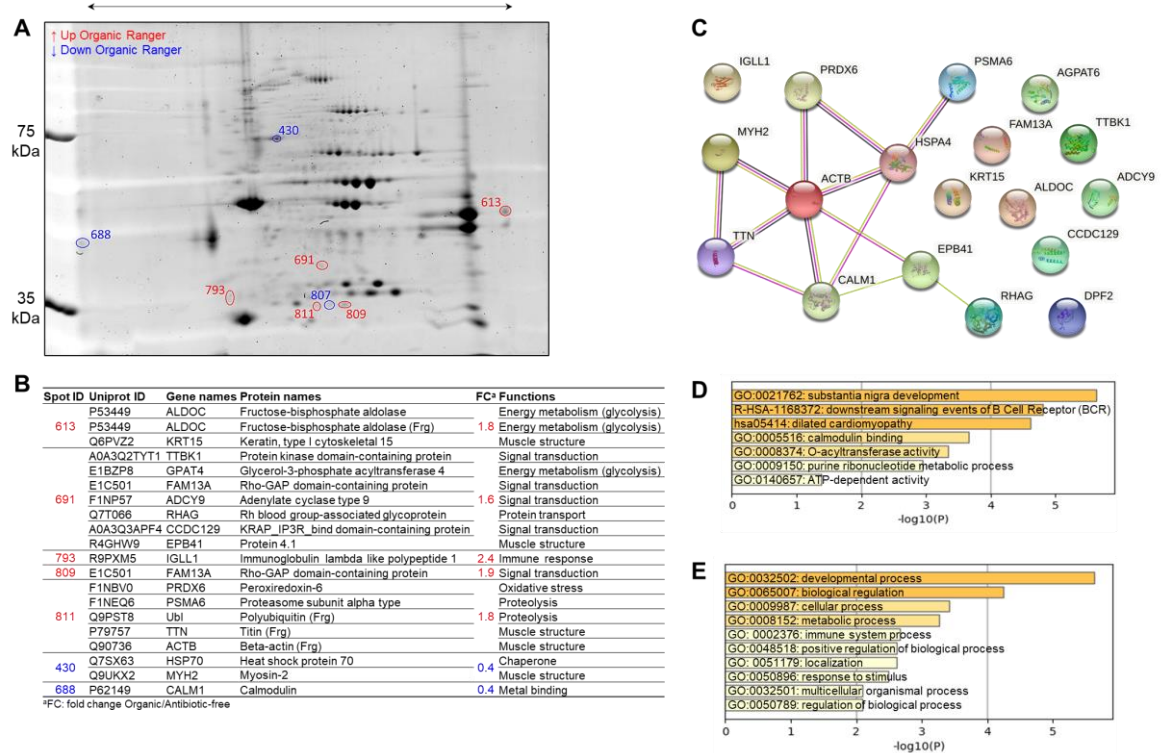 A
↑ Up Organic Ranger
↓ Down Organic Ranger
75
kDa
35
kDa
430
613
688
691
793
807
811
809
B
Spot ID Uniprot ID Gene names Protein names FCᵃ Functions
613
P53449 ALDOC Fructose-bisphosphate aldolase Energy metabolism (glycolysis)
P53449 ALDOC Fructose-bisphosphate aldolase (Frg) 1.8 Energy metabolism (glycolysis)
Q6PVZ2 KRT15 Keratin, type I cytoskeletal 15 Muscle structure
A0A3Q2TYT1 TTBK1 Protein kinase domain-containing protein Signal transduction
E1BZP8 GPAT4 Glycerol-3-phosphate acyltransferase 4 Energy metabolism (glycolysis)
E1C501 FAM13A Rho-GAP domain-containing protein Signal transduction
691 F1NP57 ADCY9 Adenylate cyclase type 9 1.6 Signal transduction
Q7T066 RHAG Rh blood group-associated glycoprotein Protein transport
A0A3Q3APF4 CCDC129 KRAP_IP3R_bind domain-containing protein Signal transduction
R4GHW9 EPB41 Protein 4.1 Muscle structure
793 R9PXM5 IGLL1 Immunoglobulin lambda like polypeptide 1 2.4 Immune response
809 E1C501 FAM13A Rho-GAP domain-containing protein 1.9 Signal transduction
F1NBV0 PRDX6 Peroxiredoxin-6 Oxidative stress
F1NEQ6 PSMA6 Proteasome subunit alpha type Proteolysis
811 Q9PST8 Ubl Polyubiquitin (Frg) 1.8 Proteolysis
P79757 TTN Titin (Frg) Muscle structure
Q90736 ACTB Beta-actin (Frg) Muscle structure
430
Q7SX63 HSP70 Heat shock protein 70 0.4 Chaperone
Q9UKX2 MYH2 Myosin-2 Muscle structure
688 P62149 CALM1 Calmodulin 0.4 Metal binding
ᵃFC: fold change Organic/Antibiotic-free
C
IGLL1
PRDX6
PSMA6
AGPAT6
MYH2
HSPA4
FAM13A
TTBK1
ACTB
KRT15
ALDOC
ADCY9
TTN
CALM1
EPB41
CCDC129
RHAG
DPF2
D
GO:0021762: substantia nigra development
R-HSA-1168372: downstream signaling events of B Cell Receptor (BCR)
hsa05414: dilated cardiomyopathy
GO:0005516: calmodulin binding
GO:0008374: O-acyltransferase activity
GO:0009150: purine ribonucleotide metabolic process
GO:0140657: ATP-dependent activity
0 1 2 3 4 5
-log10(P)
E
GO:0032502: developmental process
GO:0065007: biological regulation
GO:0009987: cellular process
GO:0008152: metabolic process
GO: 0002376: immune system process
GO:0048518: positive regulation of biological process
GO: 0051179: localization
GO:0050896: response to stimulus
GO:0032501: multicellular organismal process
GO:0050789: regulation of biological process
0 1 2 3 4 5
-log10(P)